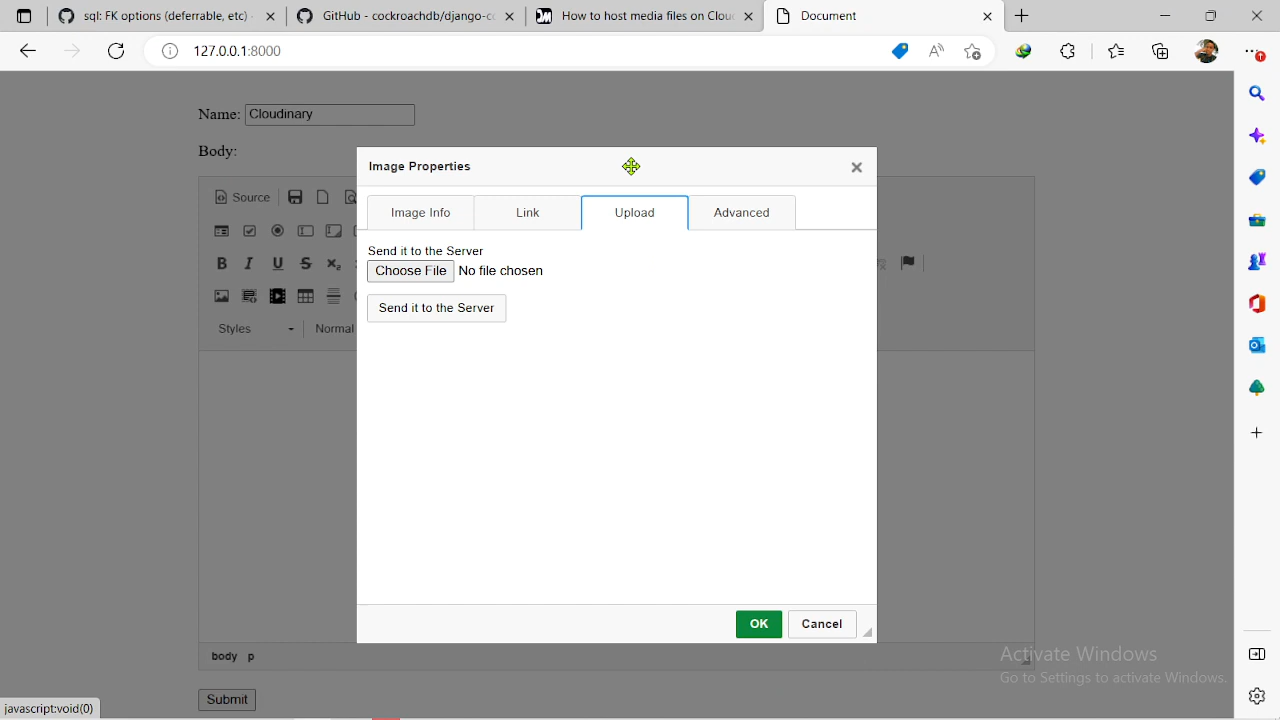 sql: FK options (deferrable, etc)
GitHub - cockroachdb/django-cc
How to host media files on Clou
Document
127.0.0.1:8000
Name: Cloudinary
Body:
Image Properties
Source
Image Info
Link
Upload
Advanced
Send it to the Server
Choose File No file chosen
Send it to the Server
Styles
Normal
OK
Cancel
body p
Activate Windows
Go to Settings to activate Windows.
Submit
javascript:void(0)